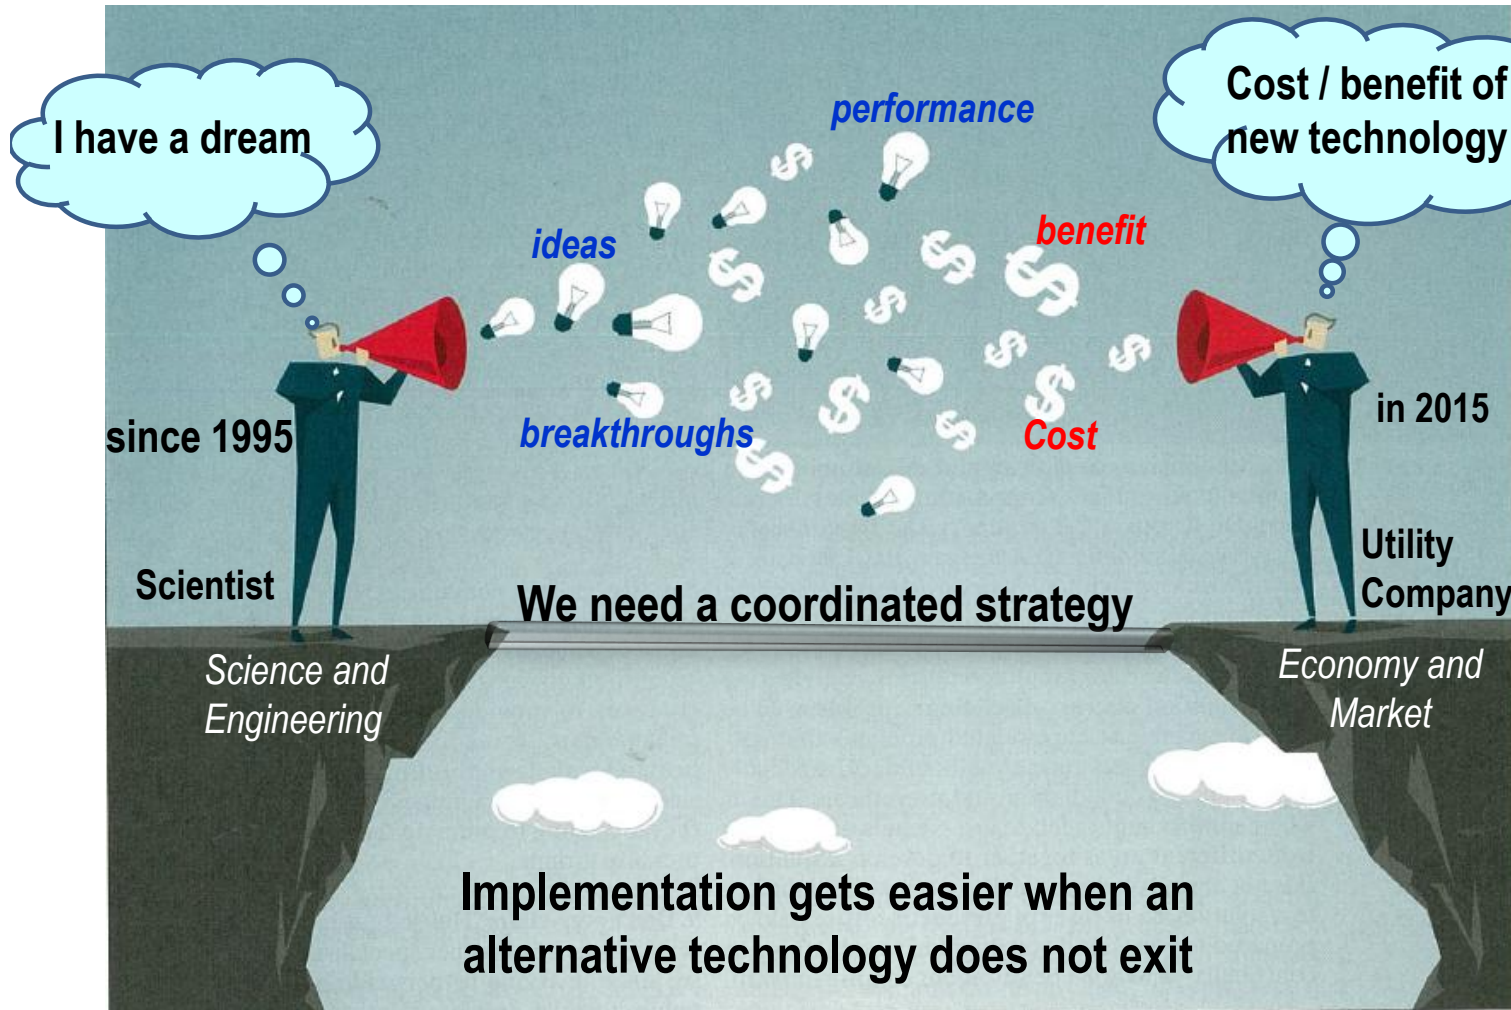 I have a dream
Cost / benefit of
new technology
performance
ideas
benefit
breakthroughs
Cost
since 1995
in 2015
Scientist
Utility
Company
We need a coordinated strategy
Science and
Engineering
Economy and
Market
Implementation gets easier when an
alternative technology does not exit